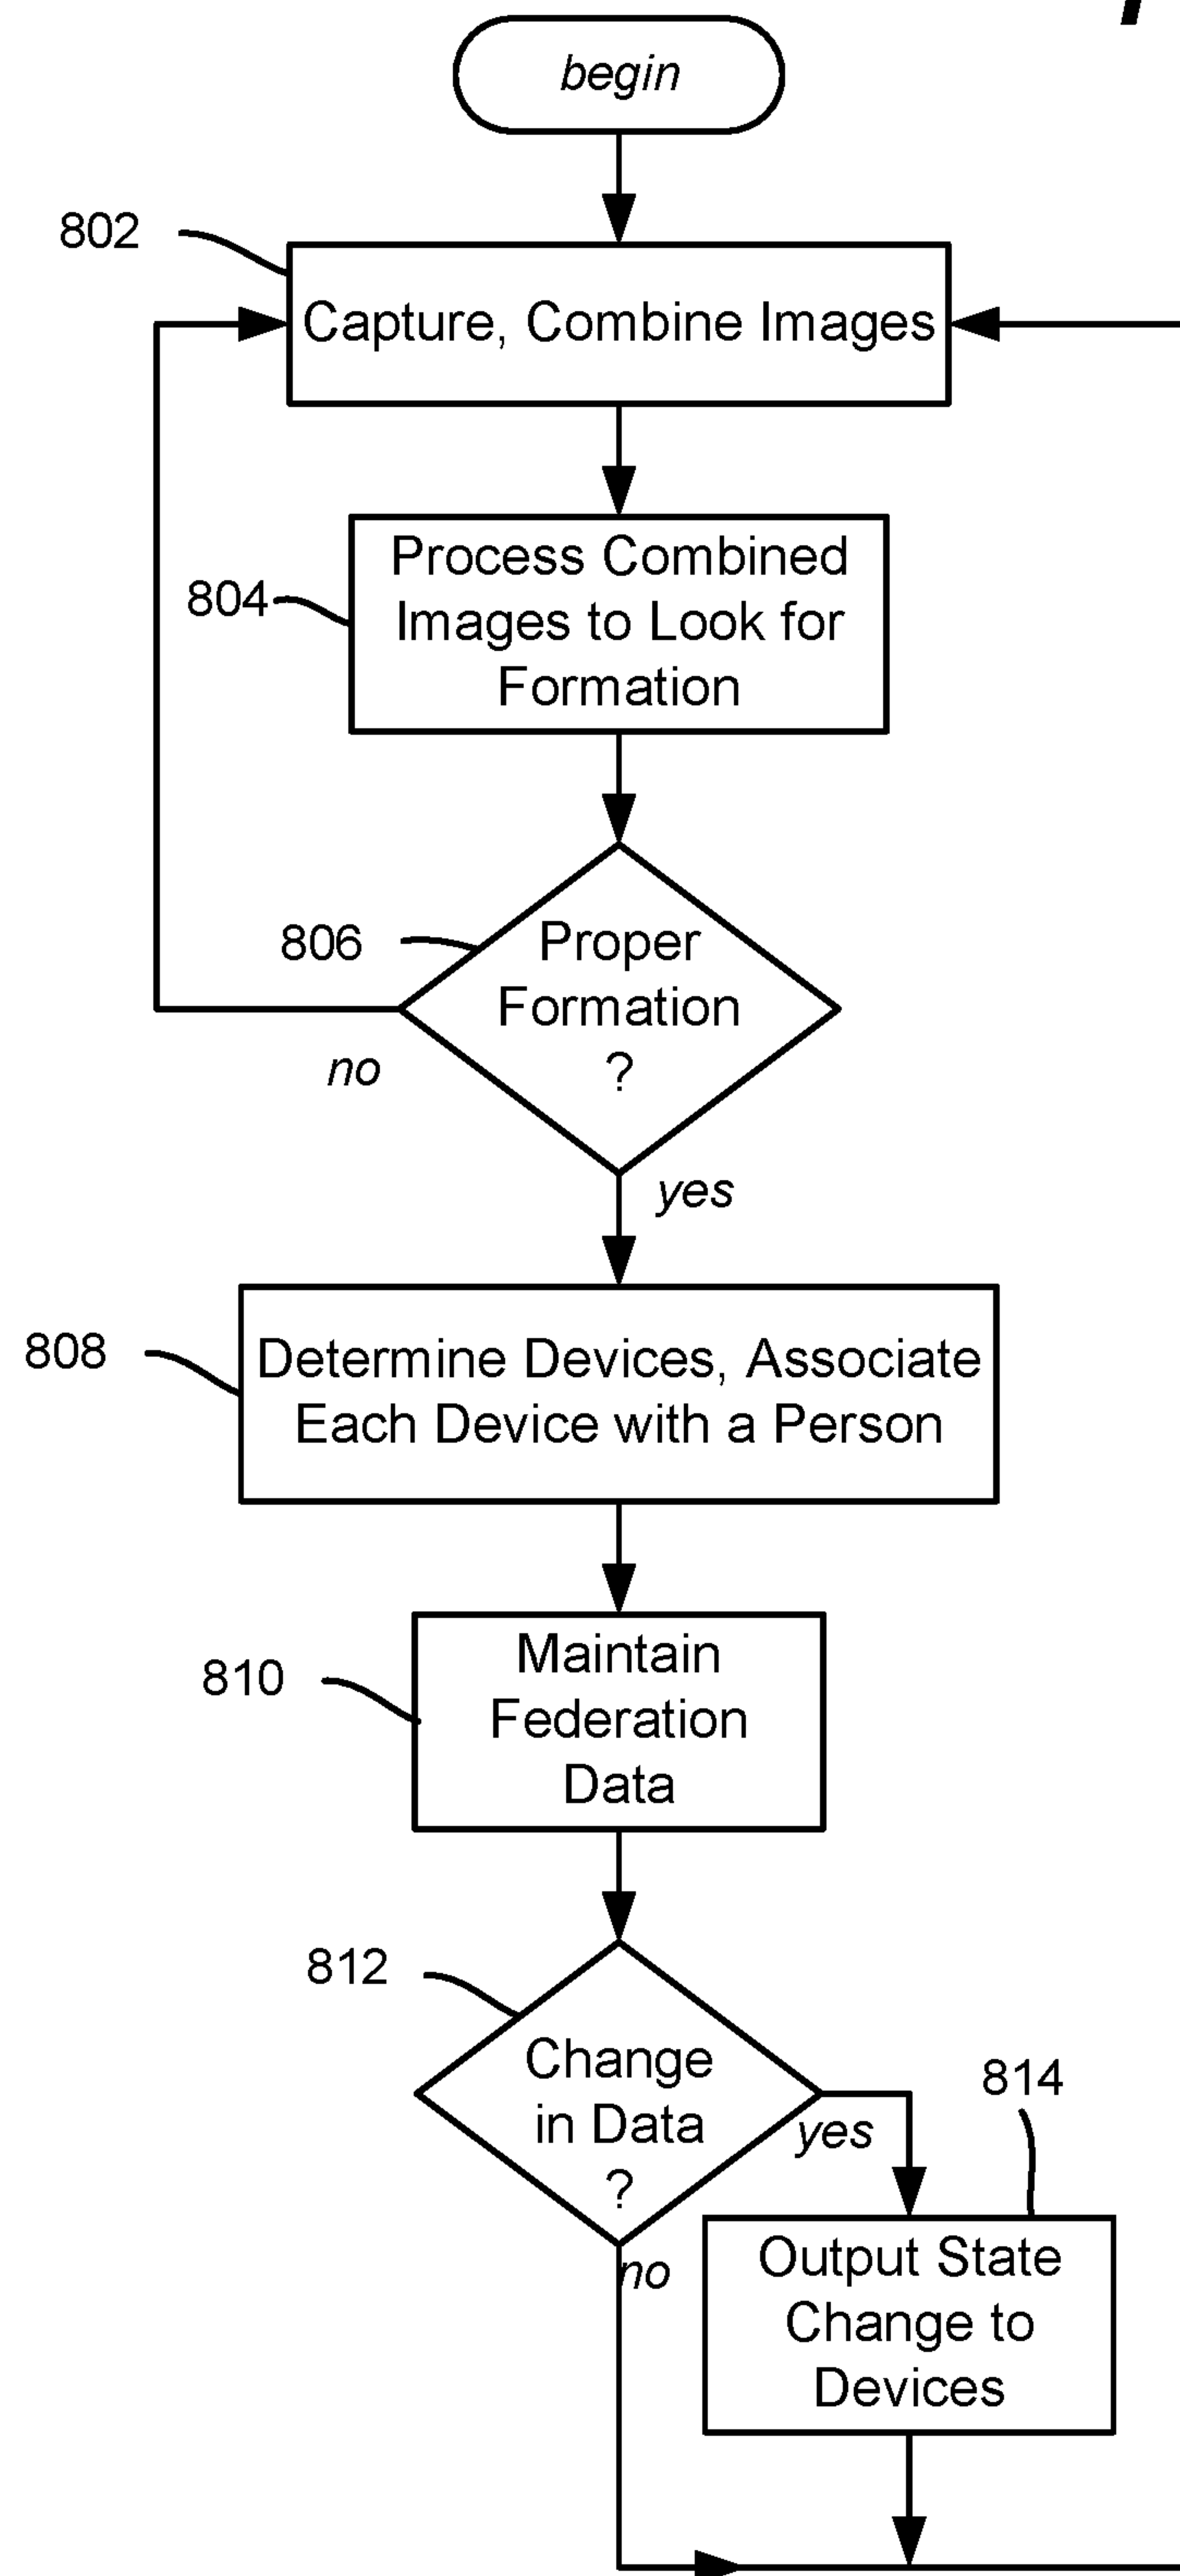 begin
802
Capture, Combine Images
804
Process Combined
Images to Look for
Formation
806
Proper
Formation
?
no
yes
808
Determine Devices, Associate
Each Device with a Person
810
Maintain
Federation
Data
812
Change
in Data
?
yes
no
814
Output State
Change to
Devices